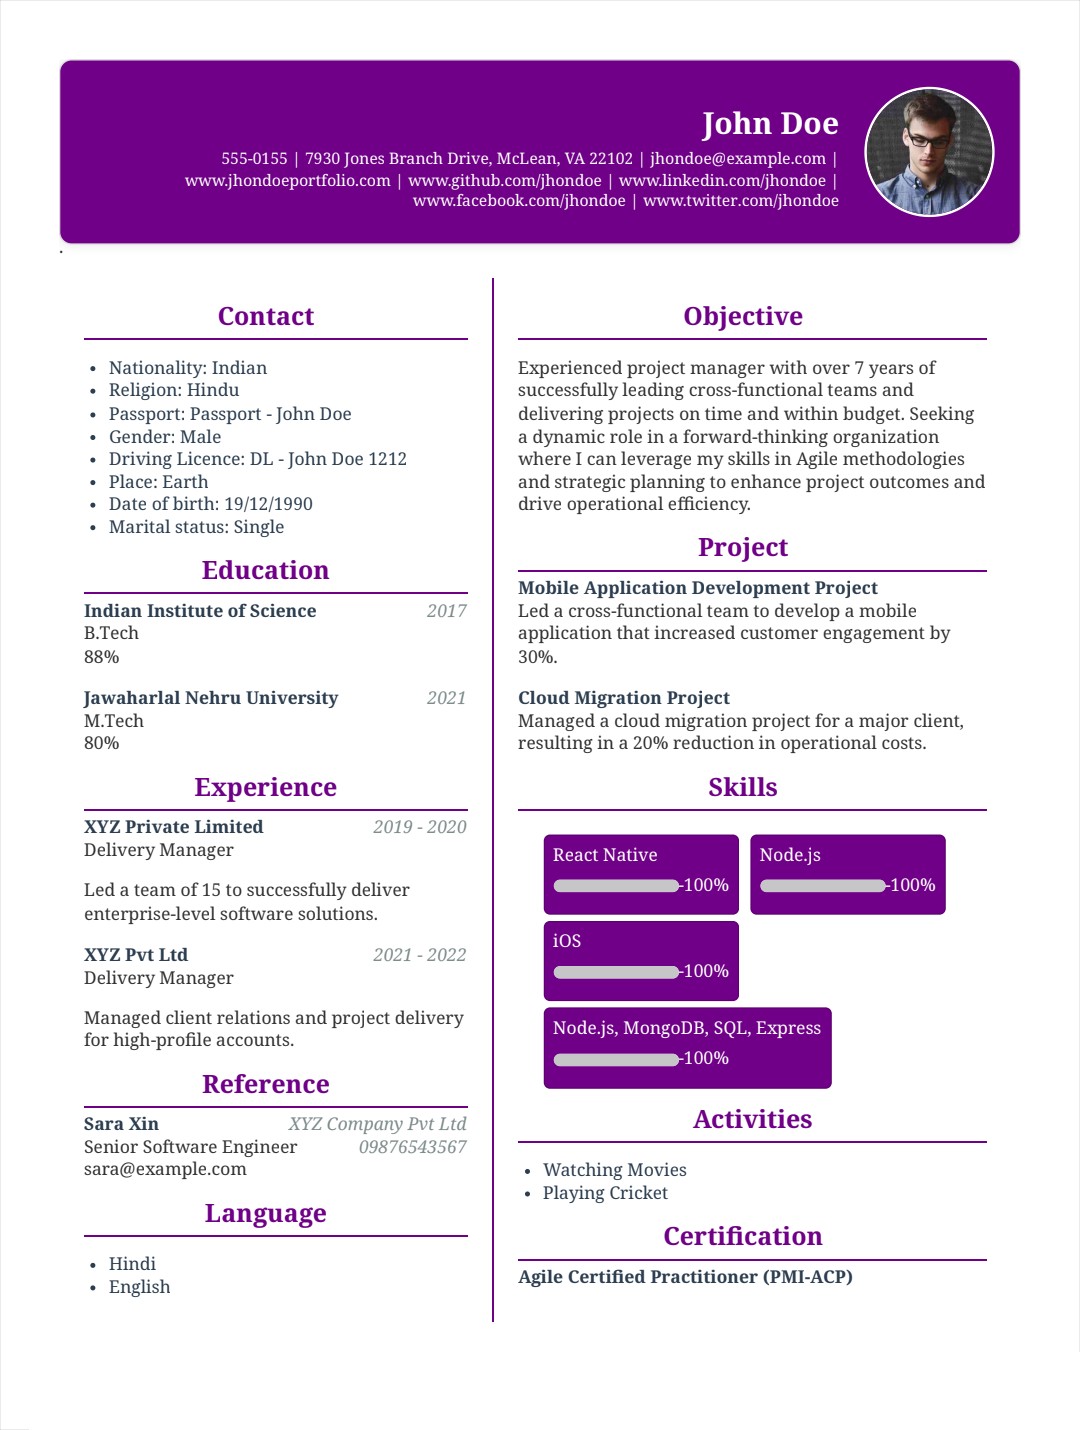 John Doe
555-0155 | 7930 Jones Branch Drive, McLean, VA 22102 | jhondoe@example.com |
www.jhondoeportfolio.com | www.github.com/jhondoe | www.linkedin.com/jhondoe |
www.facebook.com/jhondoe | www.twitter.com/jhondoe
.
Contact
• Nationality: Indian
• Religion: Hindu
• Passport: Passport - John Doe
• Gender: Male
• Driving Licence: DL - John Doe 1212
• Place: Earth
• Date of birth: 19/12/1990
• Marital status: Single
Education
Indian Institute of Science 2017
B.Tech
88%
Jawaharlal Nehru University 2021
M.Tech
80%
Experience
XYZ Private Limited 2019 - 2020
Delivery Manager
Led a team of 15 to successfully deliver
enterprise-level software solutions.
XYZ Pvt Ltd 2021 - 2022
Delivery Manager
Managed client relations and project delivery
for high-profile accounts.
Reference
Sara Xin XYZ Company Pvt Ltd
Senior Software Engineer 09876543567
sara@example.com
Language
• Hindi
• English
Objective
Experienced project manager with over 7 years of
successfully leading cross-functional teams and
delivering projects on time and within budget. Seeking
a dynamic role in a forward-thinking organization
where I can leverage my skills in Agile methodologies
and strategic planning to enhance project outcomes and
drive operational efficiency.
Project
Mobile Application Development Project
Led a cross-functional team to develop a mobile
application that increased customer engagement by
30%.
Cloud Migration Project
Managed a cloud migration project for a major client,
resulting in a 20% reduction in operational costs.
Skills
React Native
-100%
Node.js
-100%
iOS
-100%
Node.js, MongoDB, SQL, Express
-100%
Activities
• Watching Movies
• Playing Cricket
Certification
Agile Certified Practitioner (PMI-ACP)